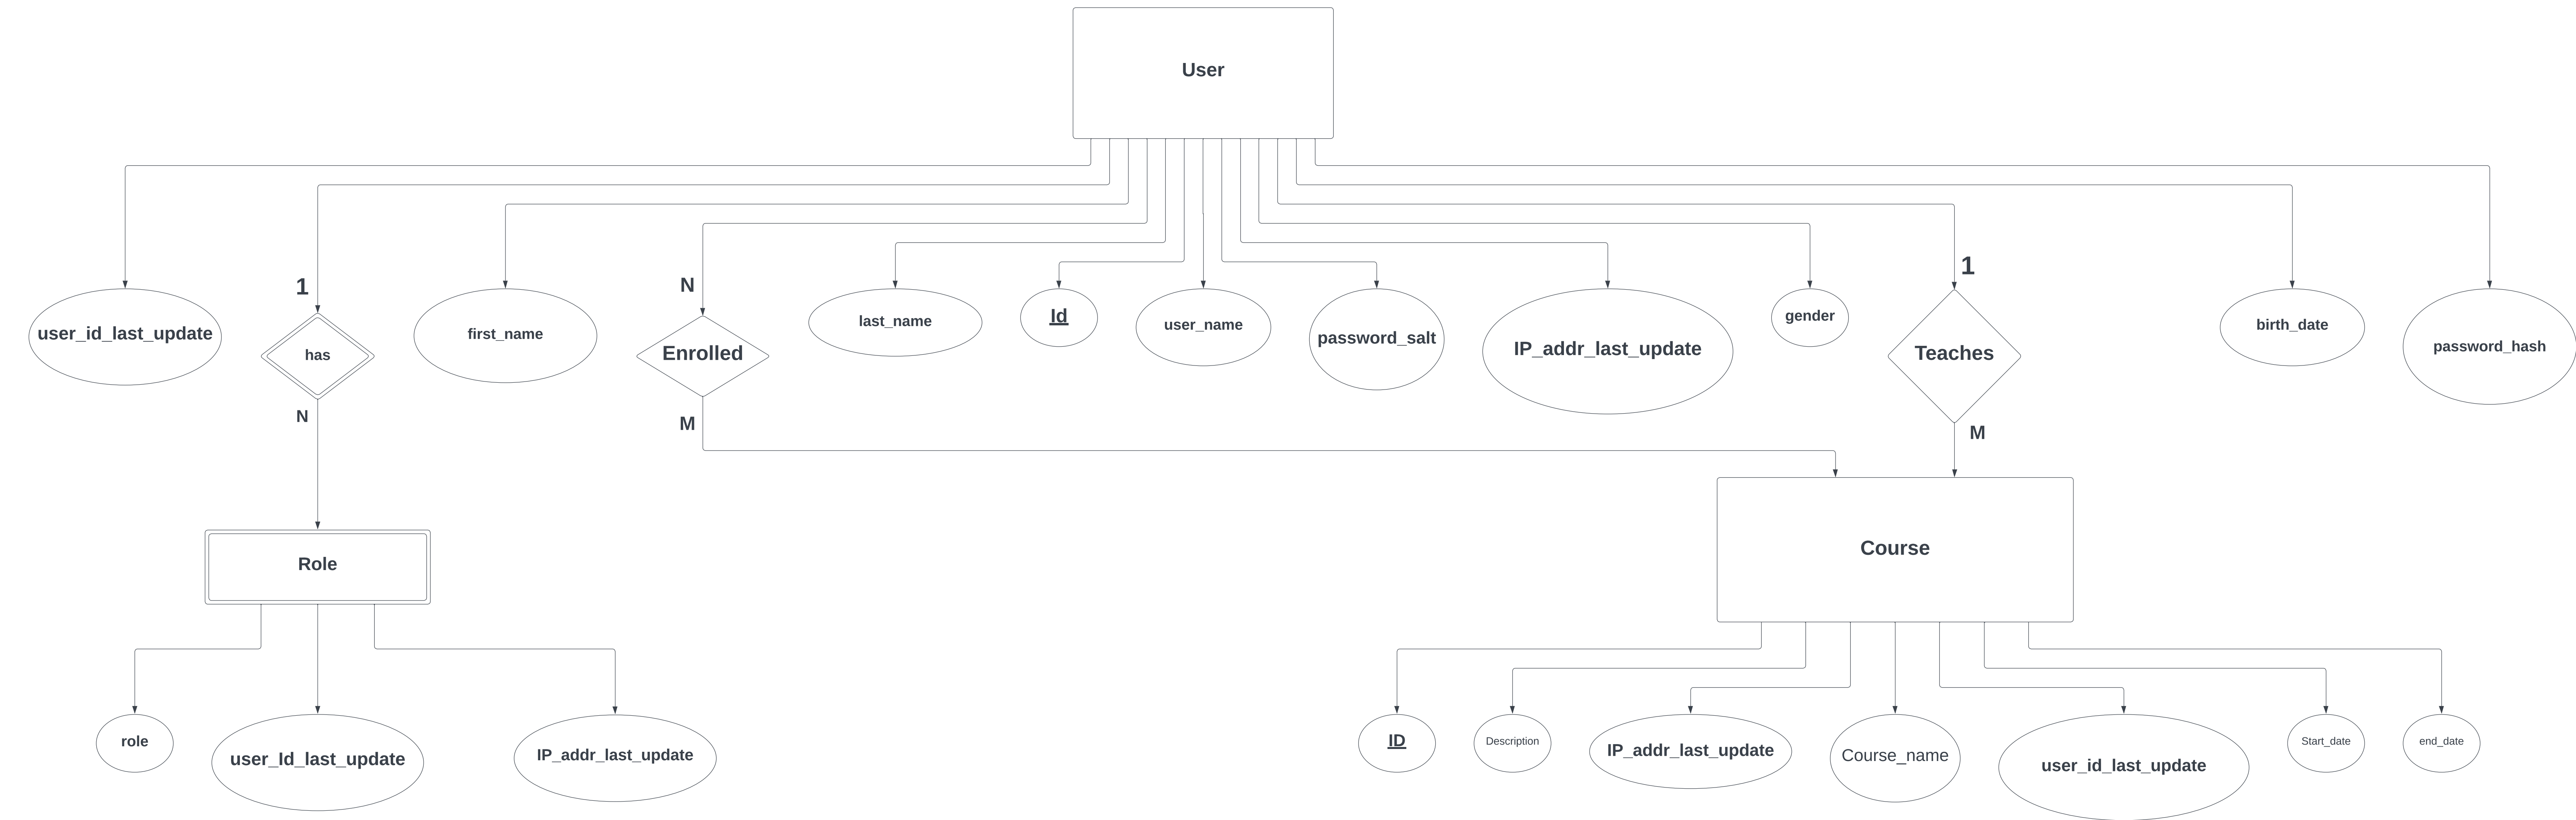 User
1
N
1
user_id_last_update
has
first_name
Enrolled
last_name
Id
user_name
password_salt
IP_addr_last_update
gender
Teaches
birth_date
password_hash
N
M
M
Role
Course
role
user_Id_last_update
IP_addr_last_update
ID
Description
IP_addr_last_update
Course_name
user_id_last_update
Start_date
end_date